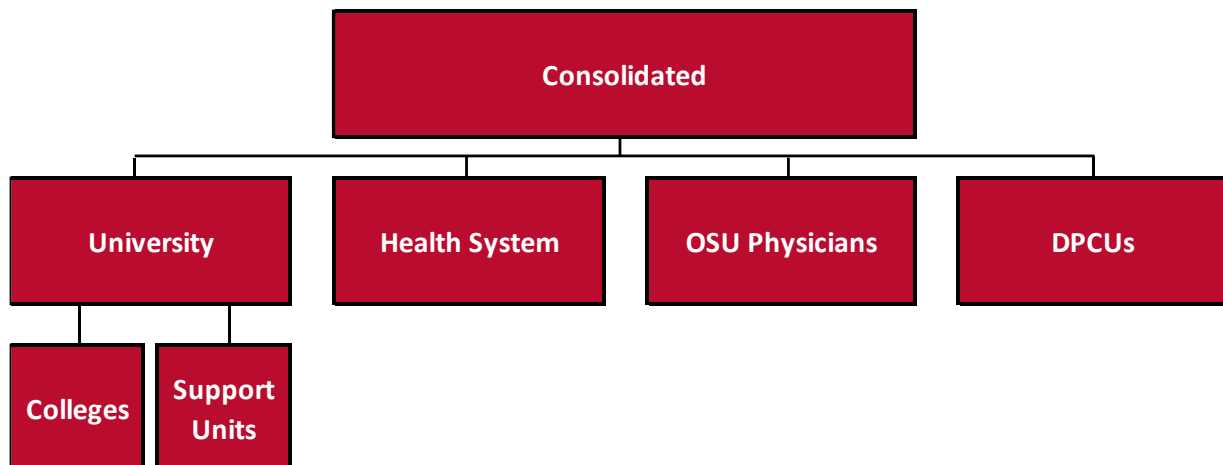 Consolidated
University
Health System
OSU Physicians
DPCUs
Colleges
Support
Units